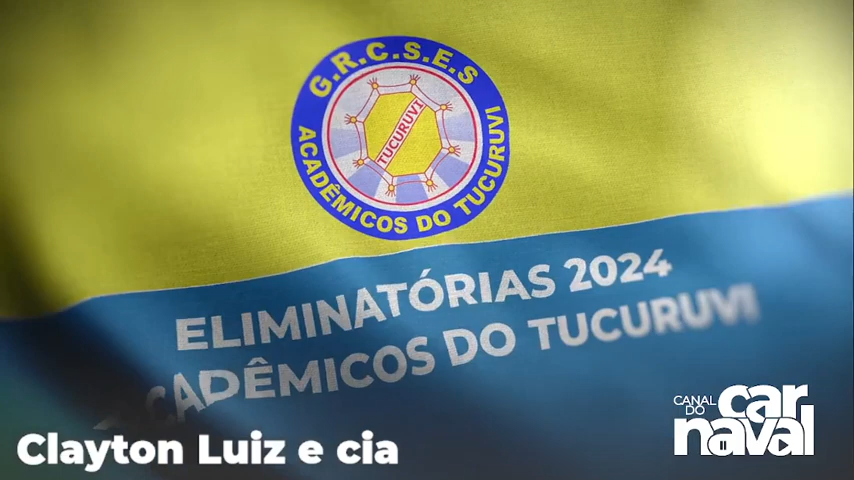 G.R.C.S.E.S
ACADÊMICOS DO TUCURUVI
TUCURUVI
ELIMINATÓRIAS 2024
ACADÊMICOS DO TUCURUVI
Clayton Luiz e cia
CANAL DO
carnaval